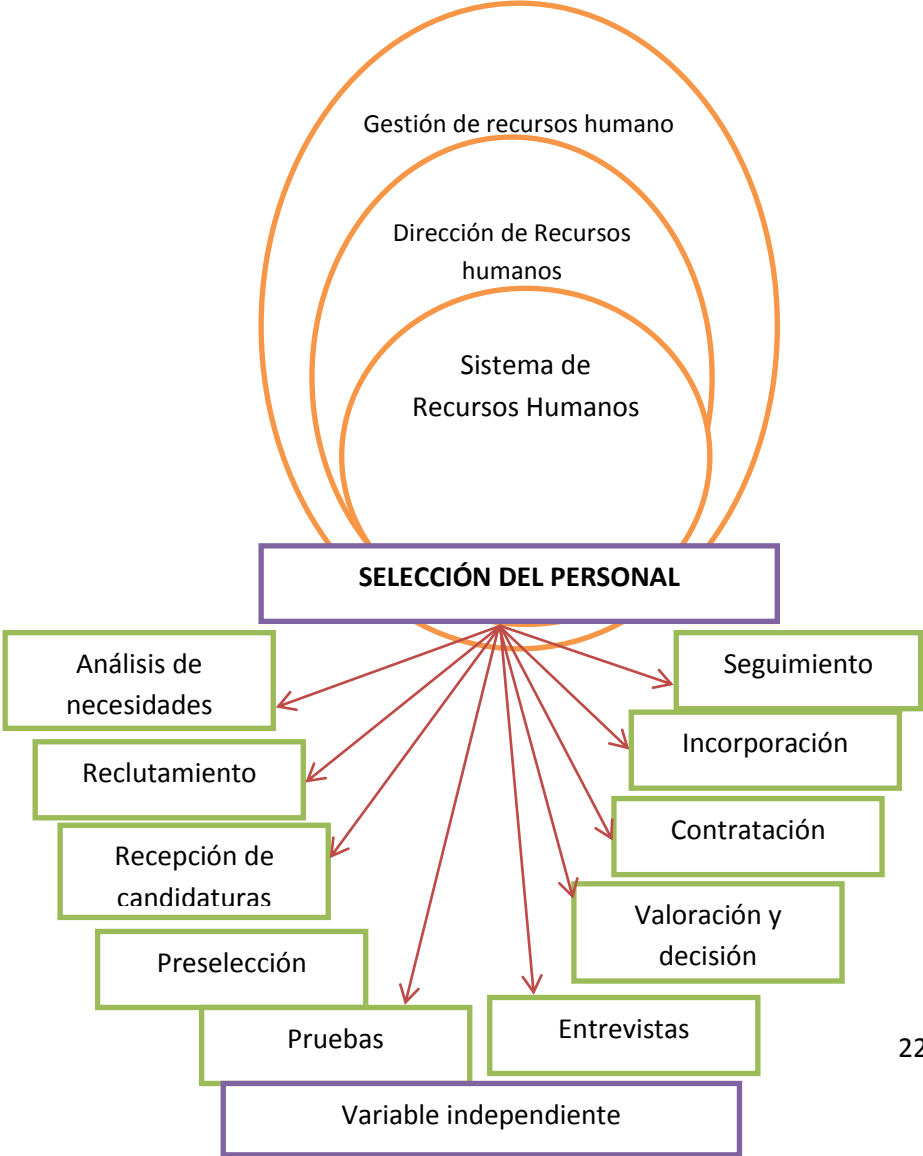 Gestión de recursos humano
Dirección de Recursos
humanos
Sistema de
Recursos Humanos
SELECCIÓN DEL PERSONAL
Análisis de
necesidades
Reclutamiento
Recepción de
candidaturas
Preselección
Pruebas
Entrevistas
Valoración y
decisión
Contratación
Incorporación
Seguimiento
22
Variable independiente